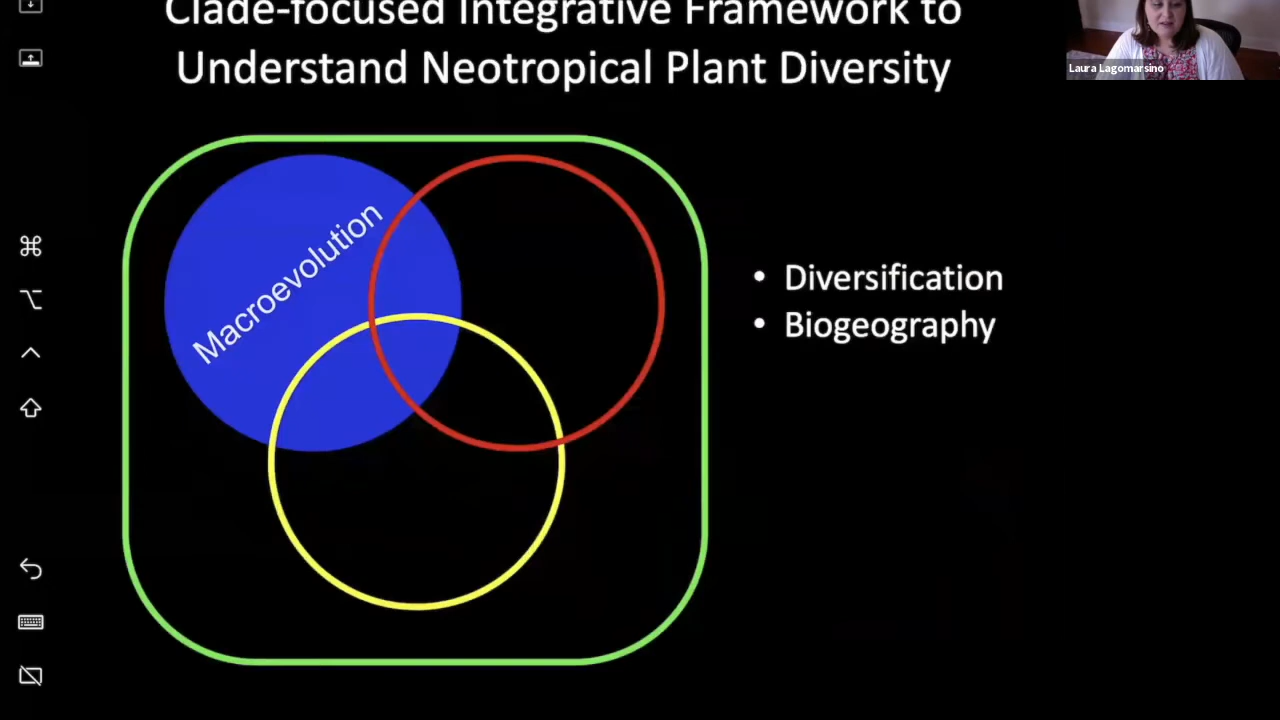 Clade-focused Integrative Framework to
Understand Neotropical Plant Diversity
Laura Lagomarsino
Macroevolution
• Diversification
• Biogeography